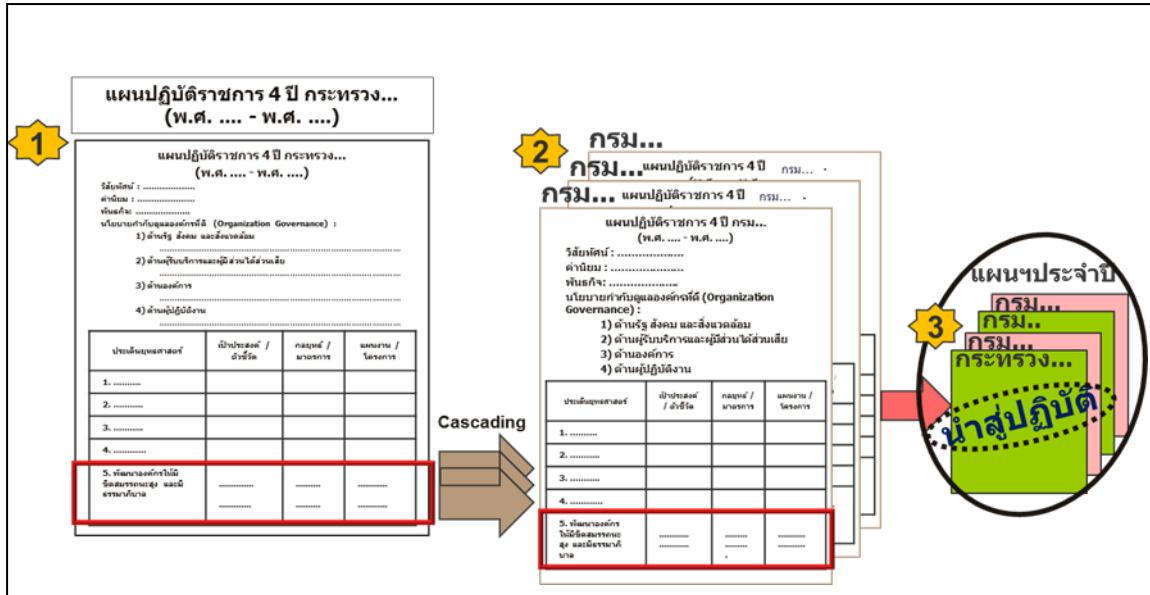 แผนปฏิบัติราชการ 4 ปี กระทรวง...
(พ.ศ. .... - พ.ศ. ....)
1
แผนปฏิบัติราชการ 4 ปี กระทรวง...
(พ.ศ. .... - พ.ศ. ....)
วิสัยทัศน์ : ....................
ค่านิยม : ......................
พันธกิจ: .....................
นโยบายกำกับดูแลองค์กรที่ดี (Organization Governance) :
1) ด้านรัฐ สังคม และสิ่งแวดล้อม
2) ด้านผู้รับบริการและผู้มีส่วนได้ส่วนเสีย
3) ด้านองค์การ
4) ด้านผู้ปฏิบัติงาน
ประเด็นยุทธศาสตร์ เป้าประสงค์ / ตัวชี้วัด กลยุทธ์ / มาตรการ แผนงาน / โครงการ
1. ..........
2. ..........
3. ...........
4. ............
5. พัฒนาองค์กรให้มี
ขีดสมรรถนะสูง และมี
ธรรมาภิบาล
Cascading
2
กรม...
กรม... แผนปฏิบัติราชการ 4 ปี กรม... .
กรม... แผนปฏิบัติราชการ 4 ปี กรม... .
แผนปฏิบัติราชการ 4 ปี กรม...
(พ.ศ. .... - พ.ศ. ....)
วิสัยทัศน์ : ......................
ค่านิยม : ......................
พันธกิจ: .....................
นโยบายกำกับดูแลองค์กรที่ดี (Organization
Governance) :
1) ด้านรัฐ สังคม และสิ่งแวดล้อม
2) ด้านผู้รับบริการและผู้มีส่วนได้ส่วนเสีย
3) ด้านองค์การ
4) ด้านผู้ปฏิบัติงาน
ประเด็นยุทธศาสตร์ เป้าประสงค์ / ตัวชี้วัด กลยุทธ์ / มาตรการ แผนงาน / โครงการ
1. ..........
2. ...........
3. ...........
4. ............
5. พัฒนาองค์กร
ให้มีขีดสมรรถนะ
สูง และมีธรรมาภิ
บาล
3
แผนฯประจำปี
กรม...
กรม..
กรม...
กระทรวง...
นำสู่ปฏิบัติ